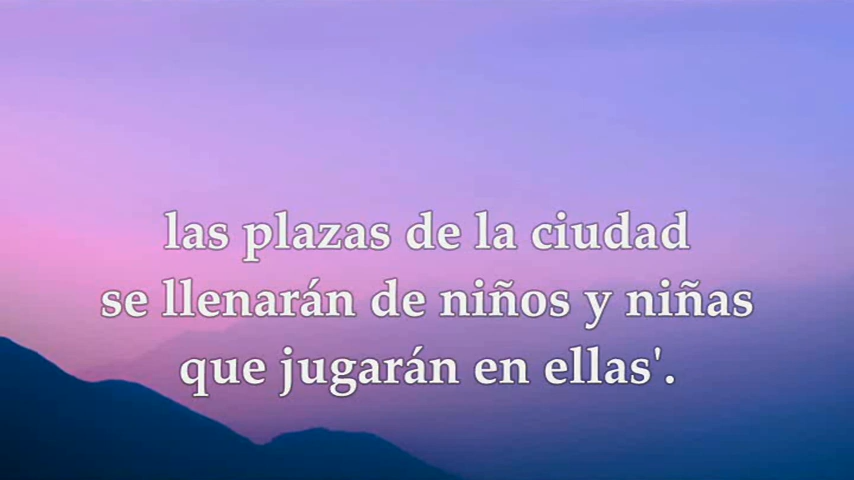 las plazas de la ciudad
se llenarán de niños y niñas
que jugarán en ellas'.